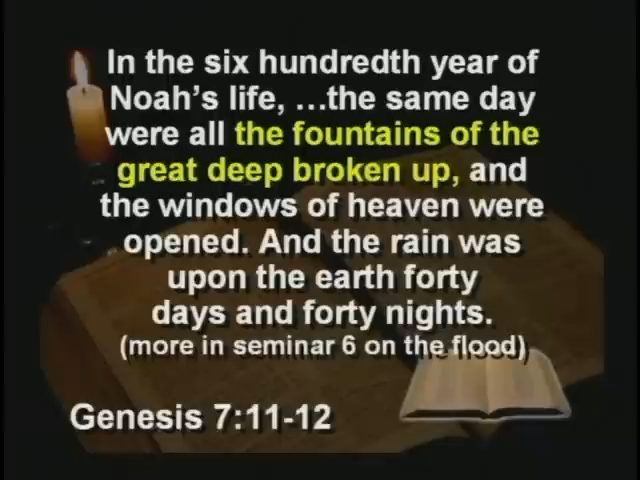 In the six hundredth year of
Noah's life, …the same day
were all the fountains of the
great deep broken up, and
the windows of heaven were
opened. And the rain was
upon the earth forty
days and forty nights.
(more in seminar 6 on the flood)
Genesis 7:11-12